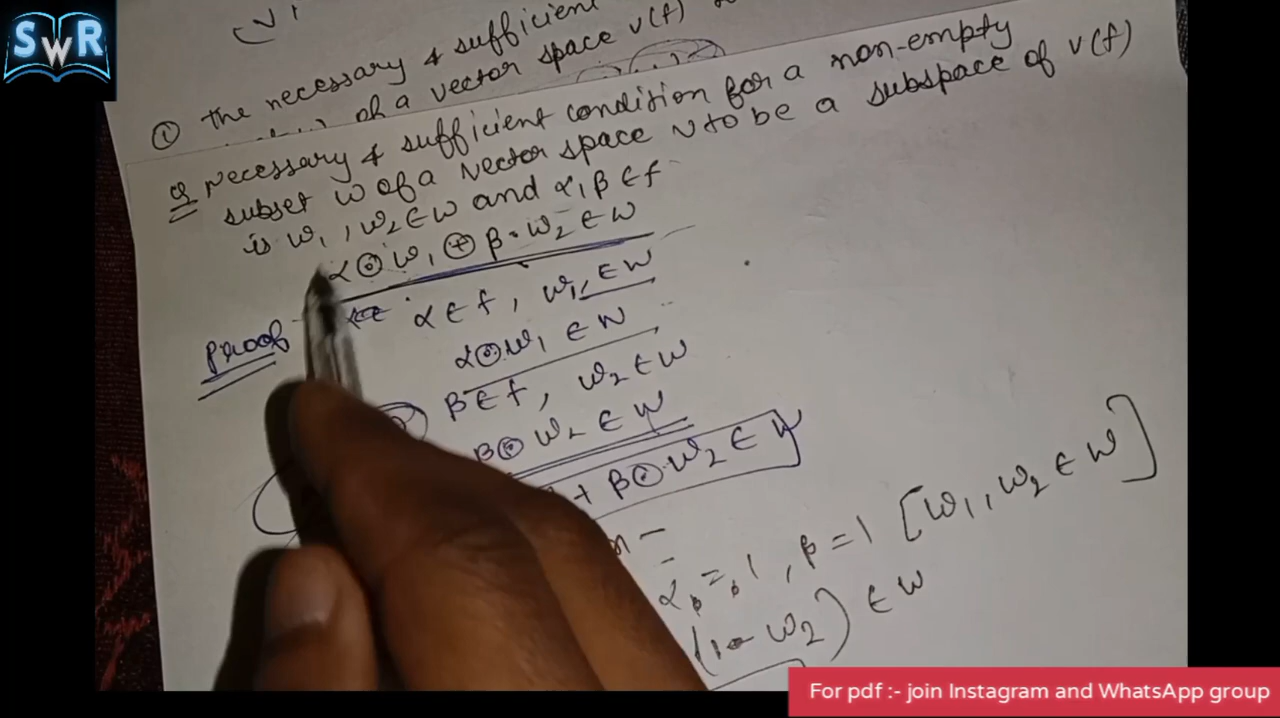 SWR
① the necessary & sufficient
of a vector space v(f)
Q Necessary & sufficient condition for a non-empty
subset W of a vector space V to be a subspace of V(f)
is w₁, w₂ ∈ W and α, β ∈ f
α ⊙ w₁ ⊕ β · w₂ ∈ W
Proof - α ∈ f, w₁ ∈ W
α ⊙ w₁ ∈ W
β ∈ f, w₂ ∈ W
β ⊙ w₂ ∈ W
+ β ⊙ w₂ ∈ W
= 1, β = 1 [w₁, w₂ ∈ W]
w₂) ∈ W
For pdf :- join Instagram and WhatsApp group